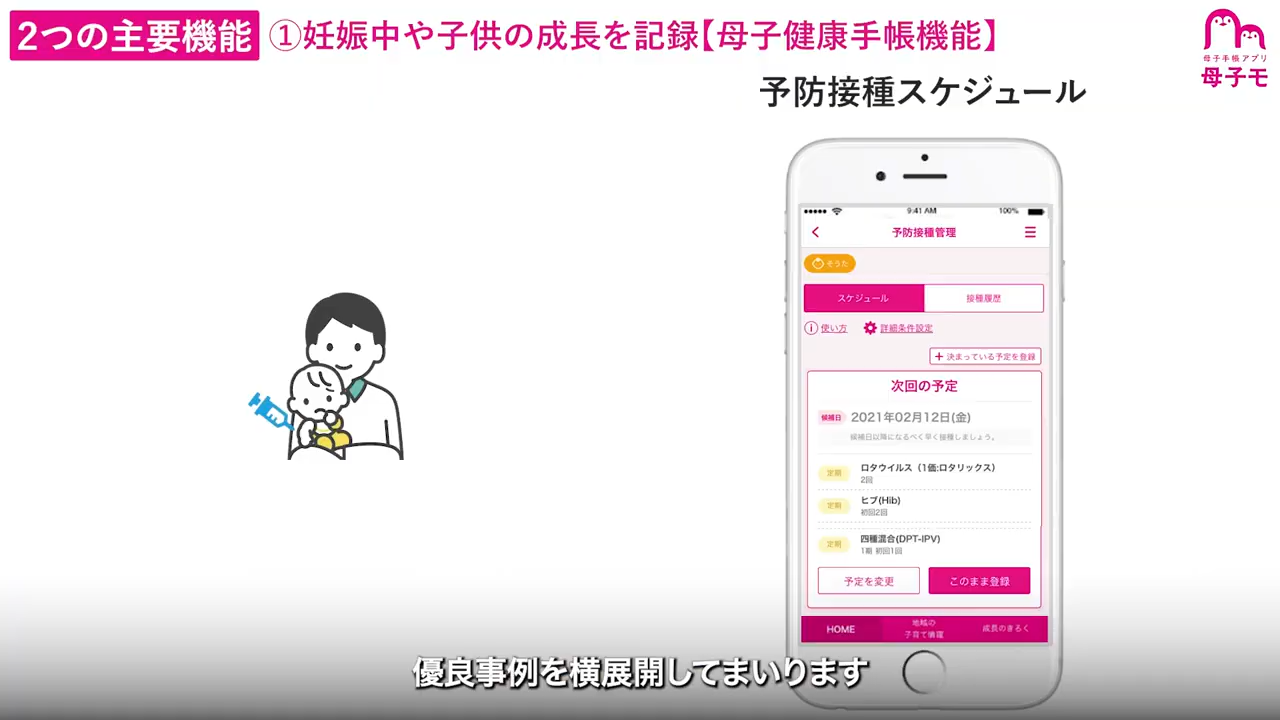 2つの主要機能 ①妊娠中や子供の成長を記録【母子健康手帳機能】
母子手帳アプリ
母子モ
予防接種スケジュール
9:41 AM 100%
予防接種管理
そうた
スケジュール 接種履歴
使い方 詳細条件設定
+ 決まっている予定を登録
次回の予定
候補日 2021年02月12日(金)
候補日以降になるべく早く接種しましょう。
定期 ロタウイルス（1価:ロタリックス）
2回
定期 ヒブ(Hib)
初回2回
定期 四種混合(DPT-IPV)
1期 初回1回
予定を変更 このまま登録
HOME 地域の 成長のきろく
子育て情報
優良事例を横展開してまいります